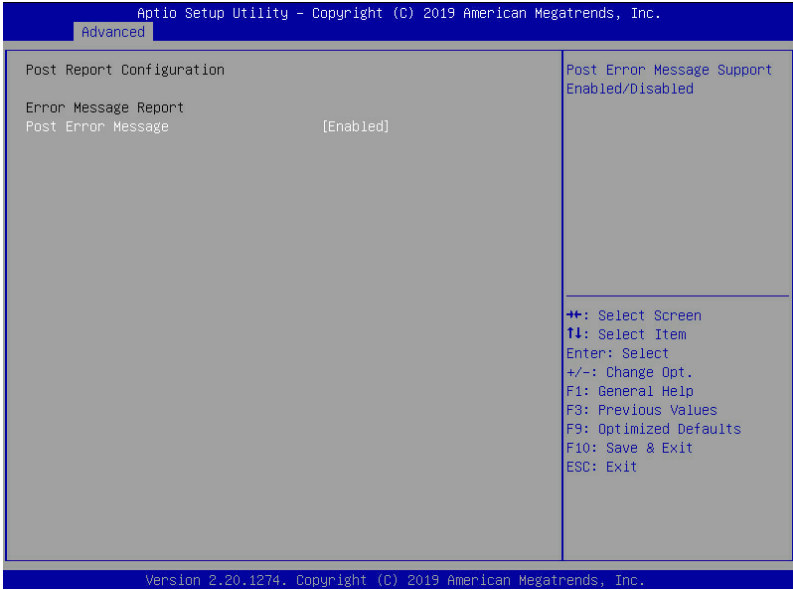 Aptio Setup Utility – Copyright (C) 2019 American Megatrends, Inc.
Advanced
Post Report Configuration
Error Message Report
Post Error Message [Enabled]
Post Error Message Support
Enabled/Disabled
→←: Select Screen
↑↓: Select Item
Enter: Select
+/-: Change Opt.
F1: General Help
F3: Previous Values
F9: Optimized Defaults
F10: Save & Exit
ESC: Exit
Version 2.20.1274. Copyright (C) 2019 American Megatrends, Inc.